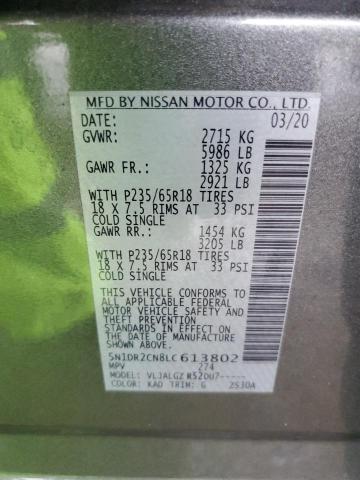 MFD BY NISSAN MOTOR CO., LTD.
DATE: 03/20
GVWR: 2715 KG
5986 LB
GAWR FR.: 1325 KG
2921 LB
WITH P235/65R18 TIRES
18 X 7.5 RIMS AT 33 PSI
COLD SINGLE
GAWR RR.: 1454 KG
3205 LB
WITH P235/65R18 TIRES
18 X 7.5 RIMS AT 33 PSI
COLD SINGLE
THIS VEHICLE CONFORMS TO
ALL APPLICABLE FEDERAL
MOTOR VEHICLE SAFETY AND
THEFT PREVENTION
STANDARDS IN EFFECT ON
THE DATE OF MANUFACTURE
SHOWN ABOVE.
5N1DR2CN8LC613802
MPV 274
MODEL: VLJALGZ R52DU7-----
COLOR: KAD TRIM: G 2S30A